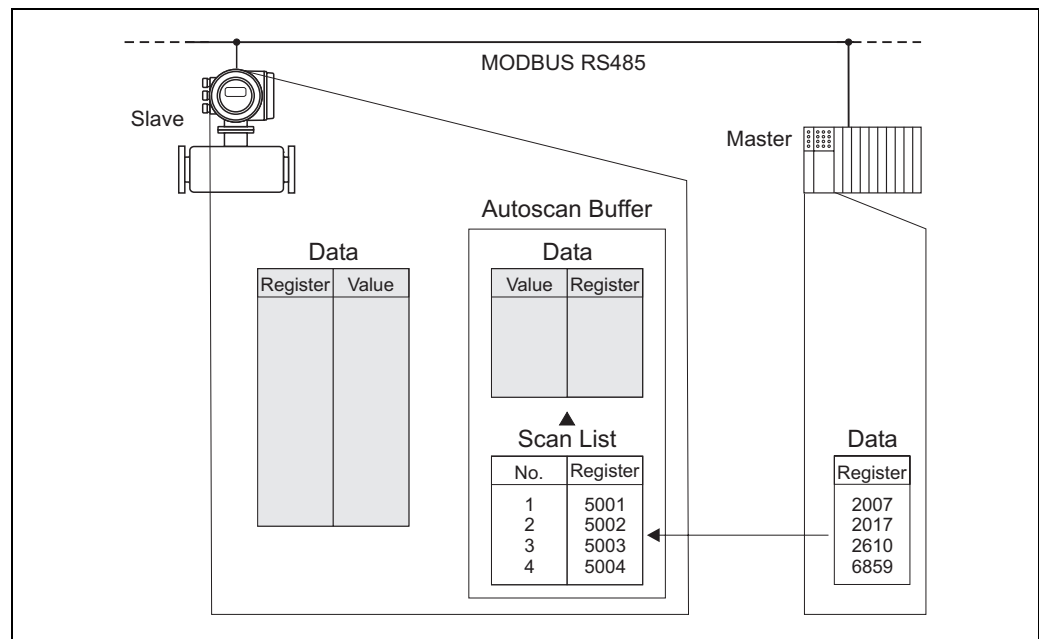 MODBUS RS485
Slave
Master
Autoscan Buffer
Data
Register Value
Data
Value Register
Scan List
No. Register
1 5001
2 5002
3 5003
4 5004
Data
Register
2007
2017
2610
6859